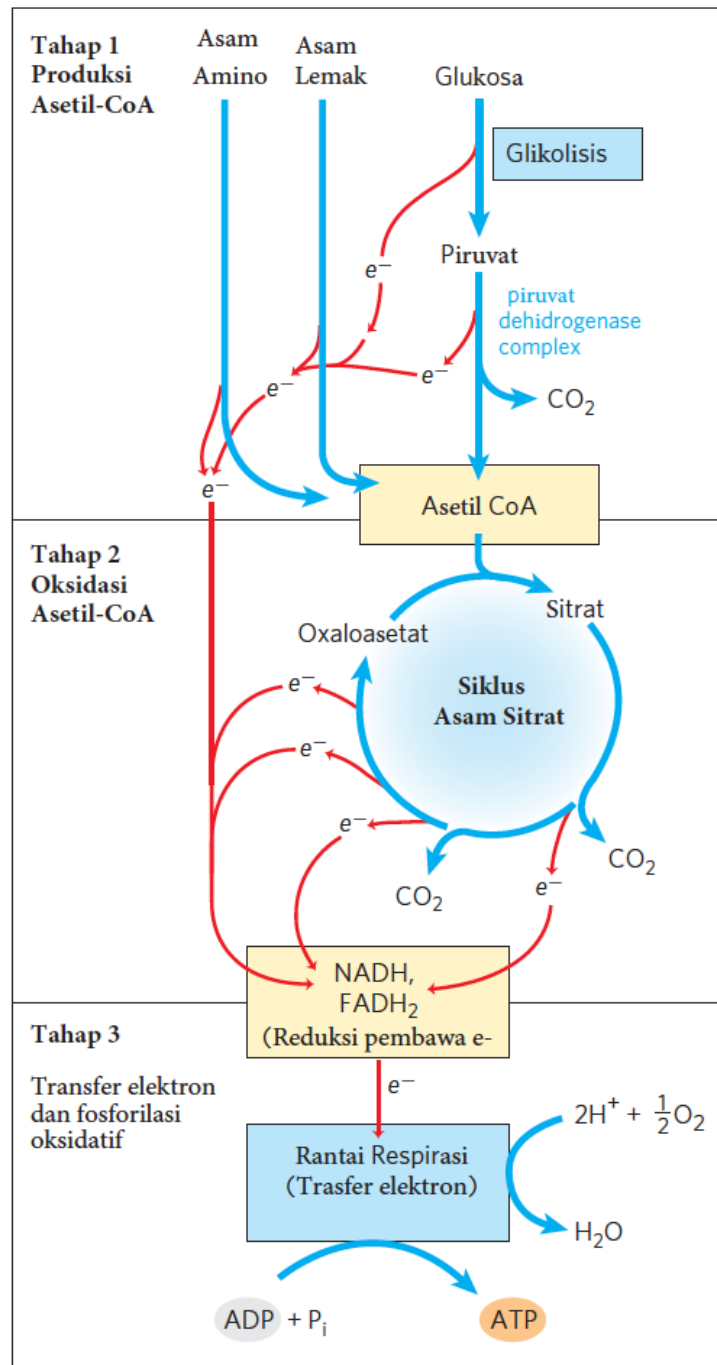 Tahap 1
Produksi
Asetil-CoA
Asam
Amino
Asam
Lemak
Glukosa
Glikolisis
e⁻
Piruvat
piruvat
dehidrogenase
complex
e⁻
e⁻
CO₂
e⁻
Asetil CoA
Tahap 2
Oksidasi
Asetil-CoA
Oxaloasetat
Sitrat
Siklus
Asam Sitrat
e⁻
e⁻
e⁻
CO₂
e⁻
CO₂
NADH,
FADH₂
(Reduksi pembawa e-
Tahap 3
Transfer elektron
dan fosforilasi
oksidatif
e⁻
Rantai Respirasi
(Trasfer elektron)
2H⁺ + ½O₂
H₂O
ADP + Pᵢ
ATP